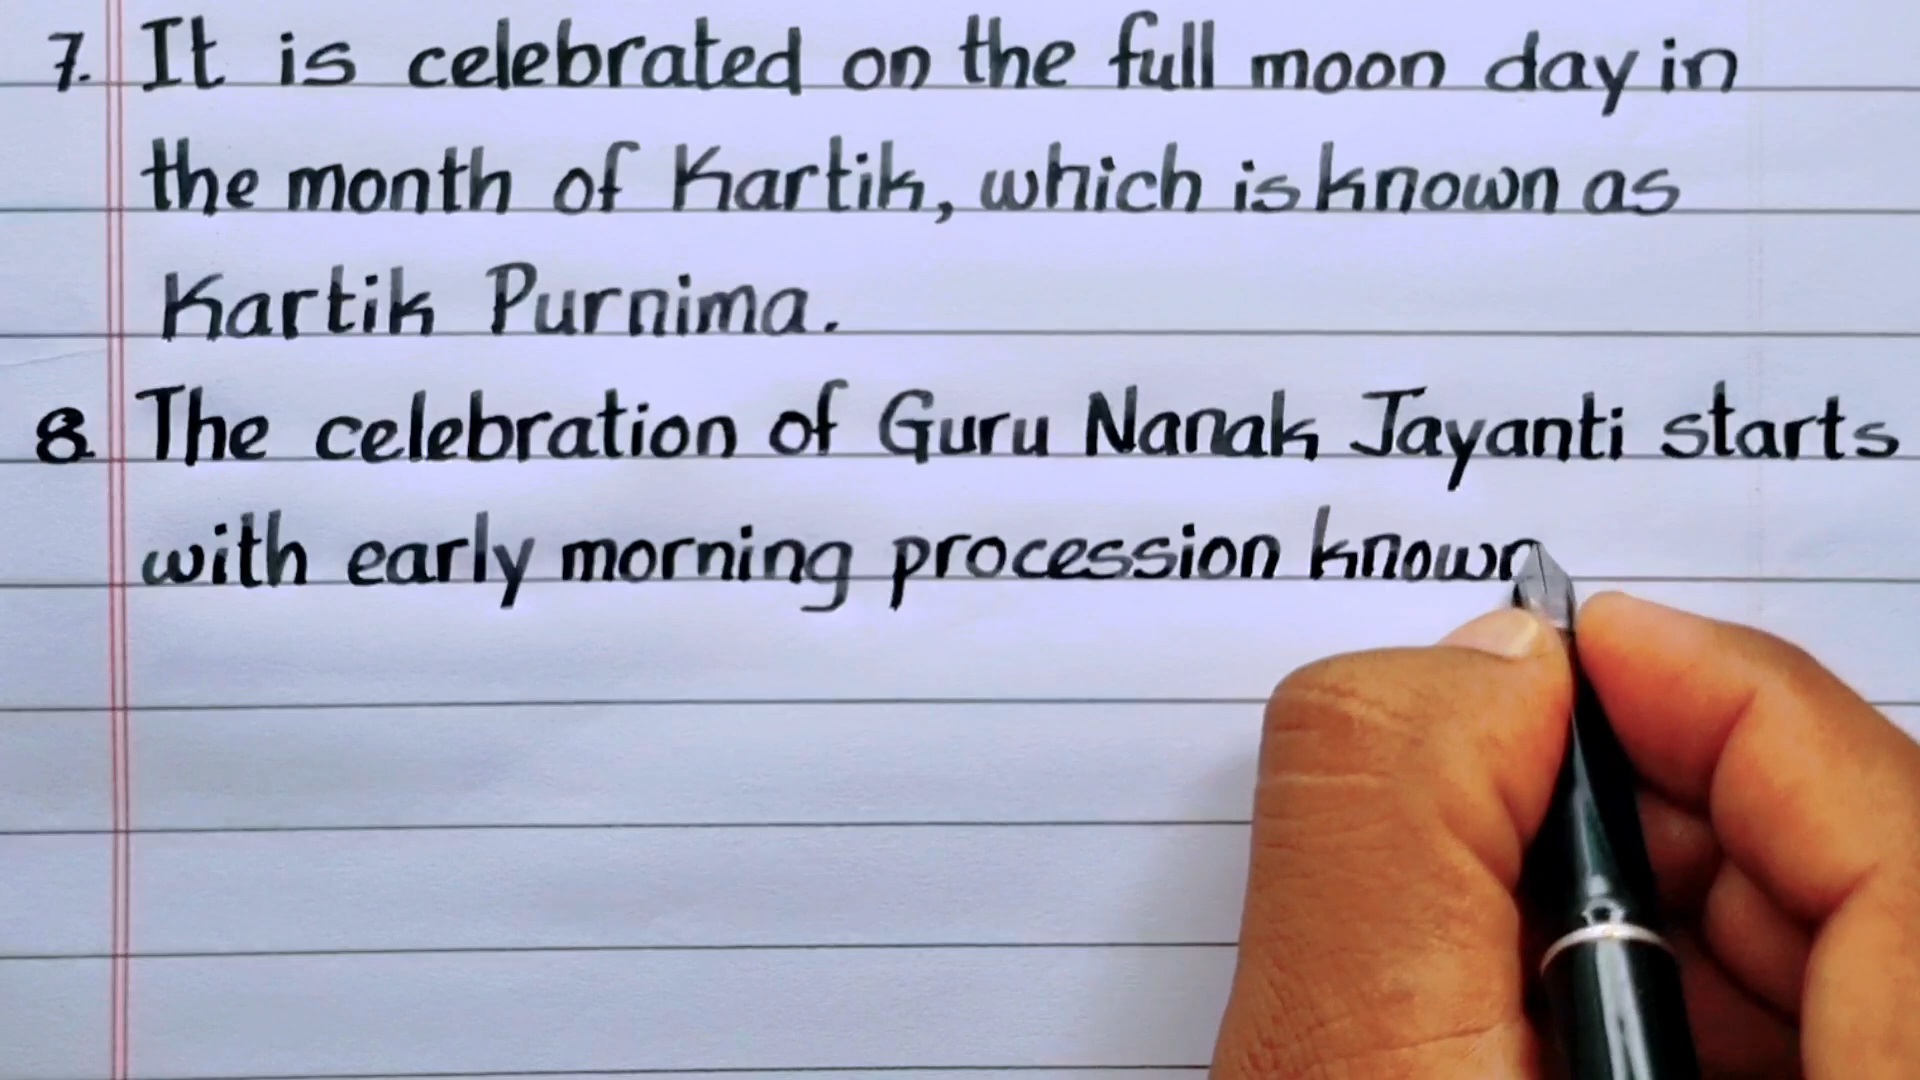 7. It is celebrated on the full moon day in
the month of Kartik, which is known as
Kartik Purnima.
8. The celebration of Guru Nanak Jayanti starts
with early morning procession known